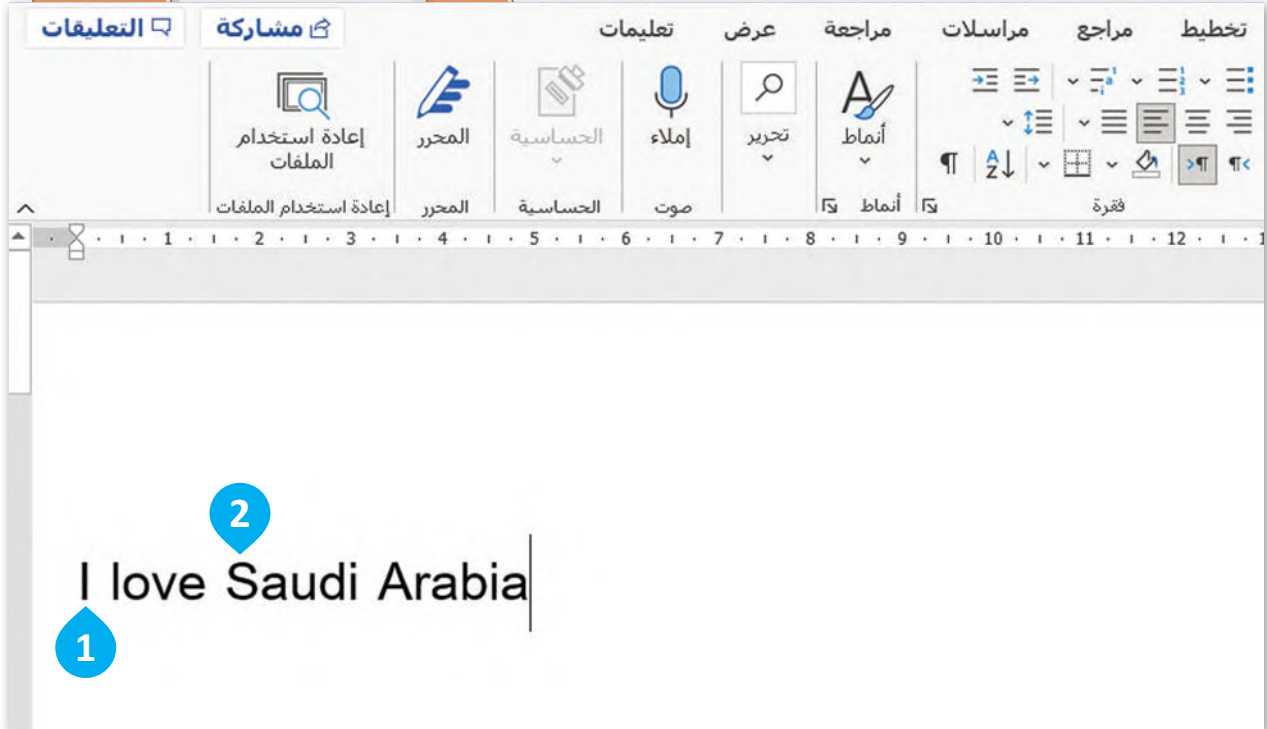 تخطيط مراجع مراسلات مراجعة عرض تعليمات مشاركة التعليقات
أنماط تحرير إملاء الحساسية المحرر إعادة استخدام الملفات
فقرة أنماط صوت الحساسية المحرر إعادة استخدام الملفات
1 2 3 4 5 6 7 8 9 10 11 12
2
I love Saudi Arabia
1